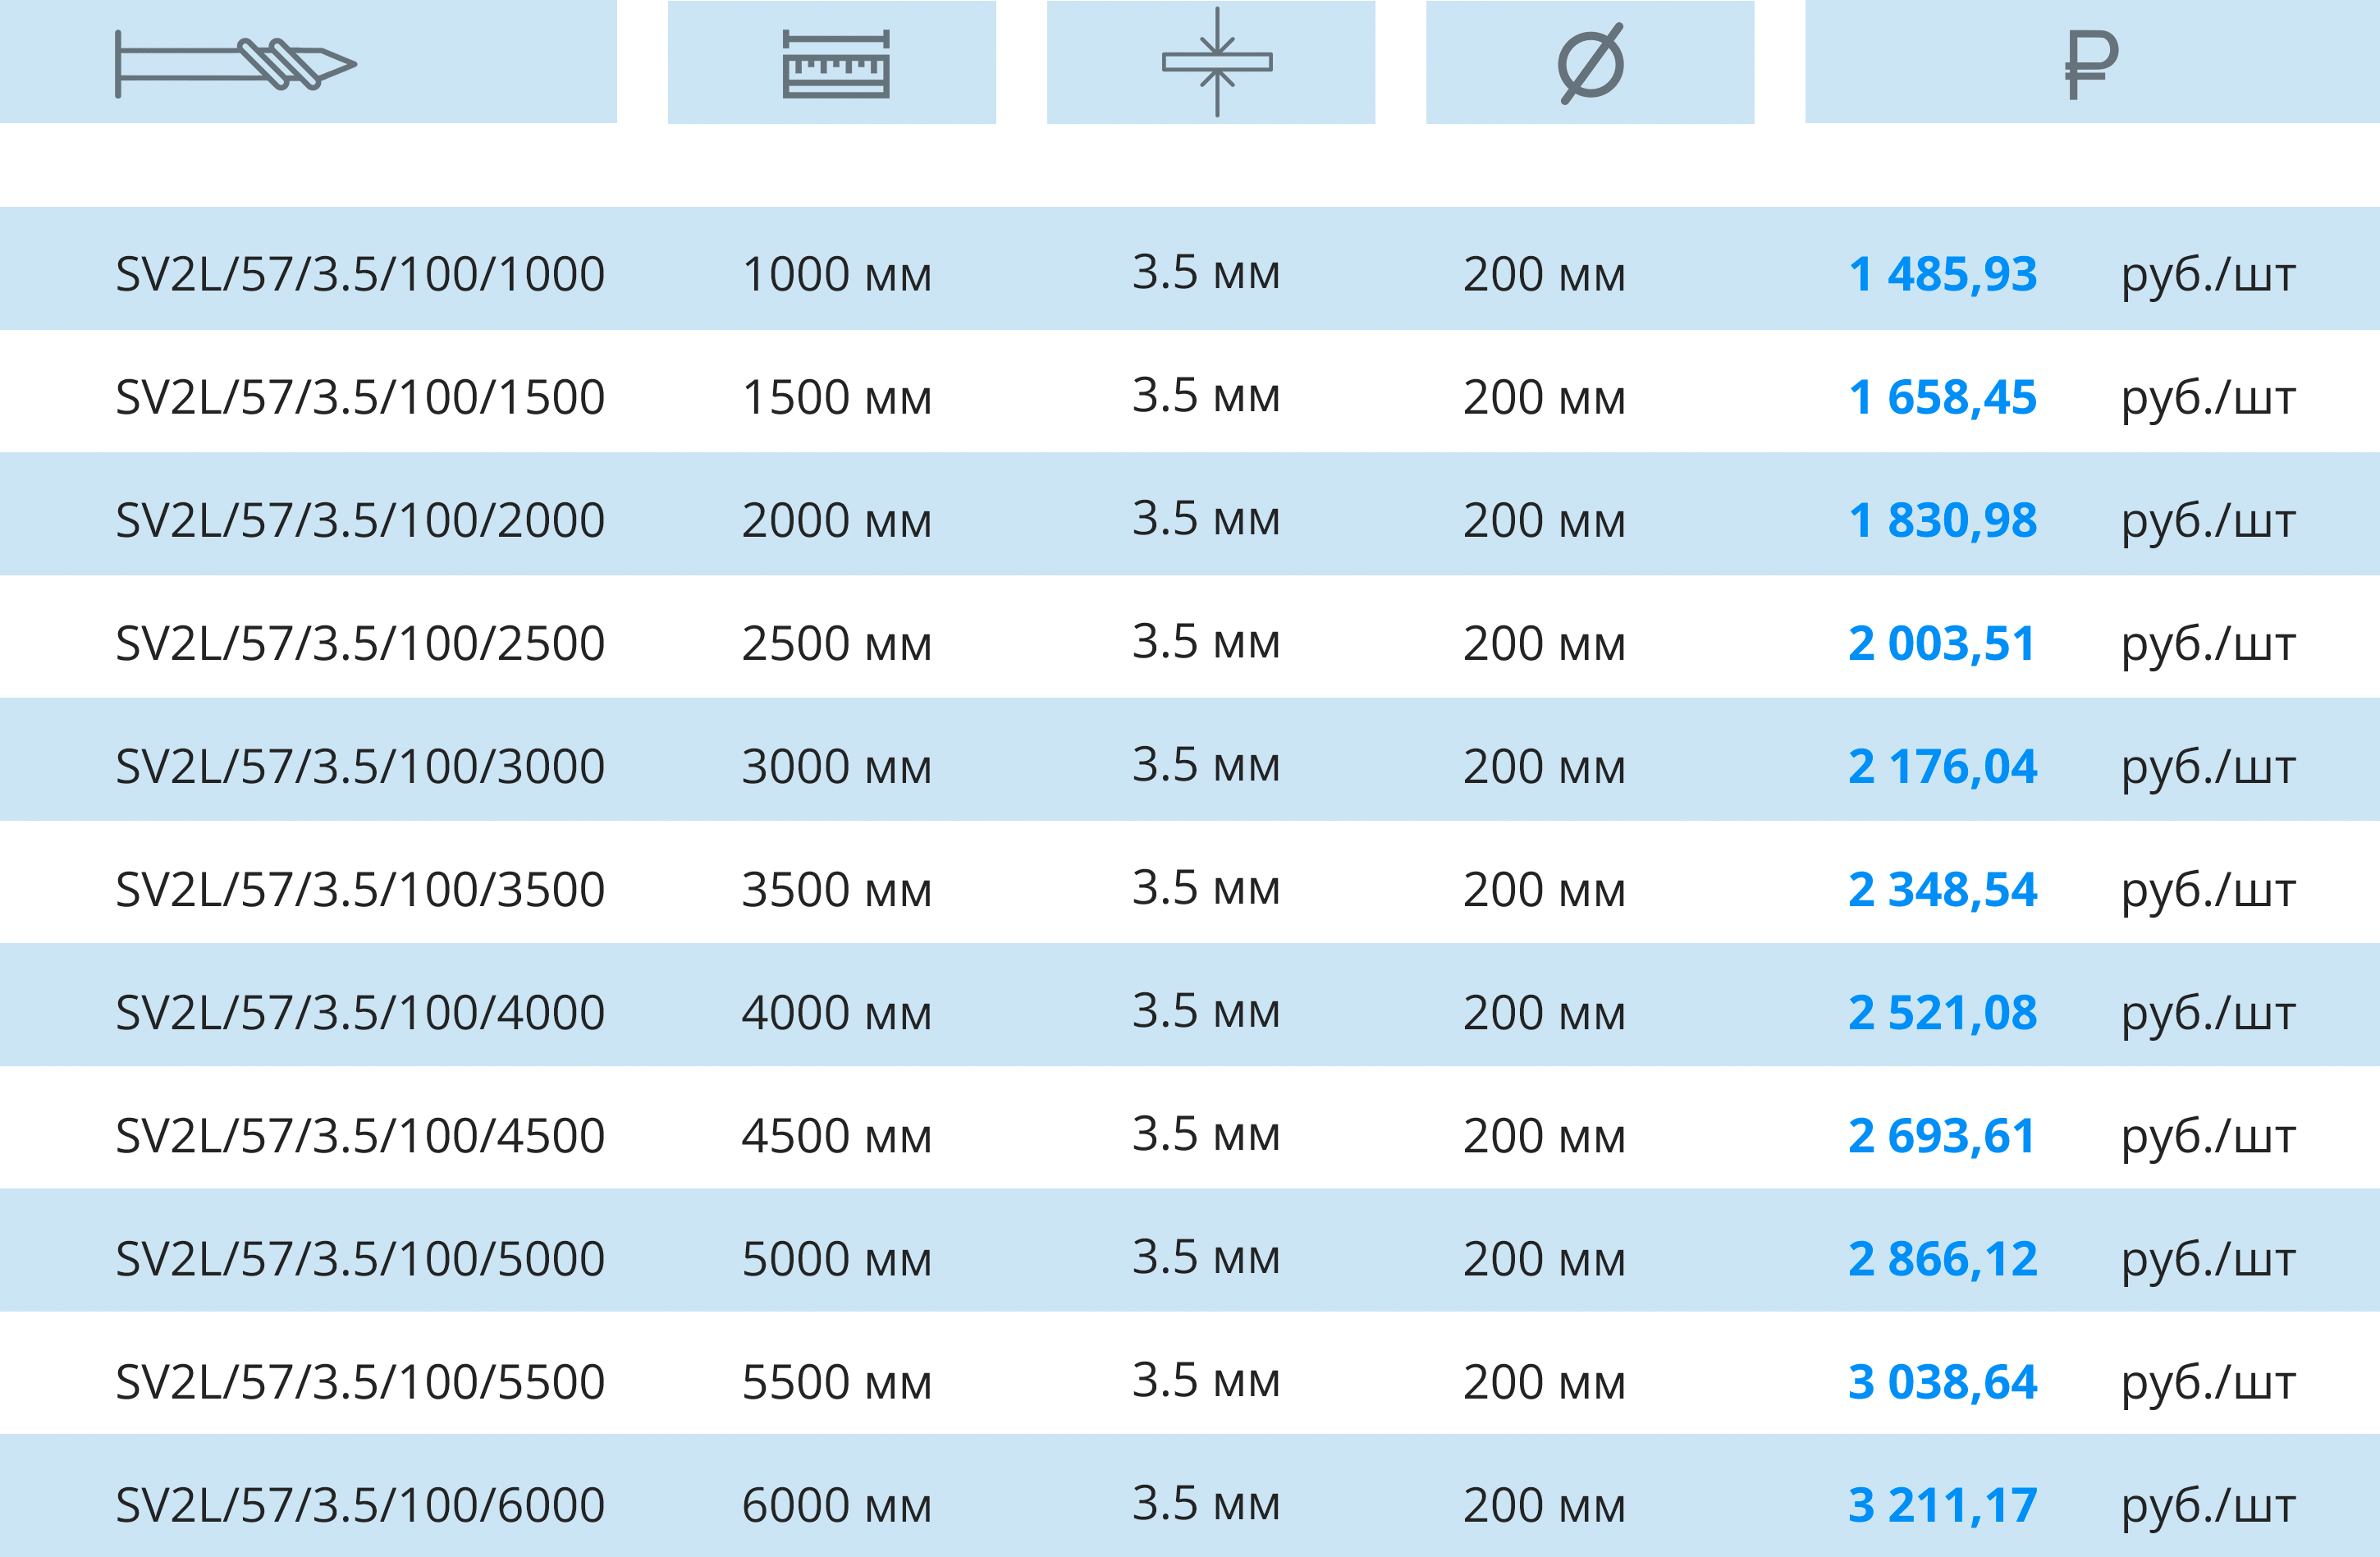 Ø ₽
SV2L/57/3.5/100/1000 1000 мм 3.5 мм 200 мм 1 485,93 руб./шт
SV2L/57/3.5/100/1500 1500 мм 3.5 мм 200 мм 1 658,45 руб./шт
SV2L/57/3.5/100/2000 2000 мм 3.5 мм 200 мм 1 830,98 руб./шт
SV2L/57/3.5/100/2500 2500 мм 3.5 мм 200 мм 2 003,51 руб./шт
SV2L/57/3.5/100/3000 3000 мм 3.5 мм 200 мм 2 176,04 руб./шт
SV2L/57/3.5/100/3500 3500 мм 3.5 мм 200 мм 2 348,54 руб./шт
SV2L/57/3.5/100/4000 4000 мм 3.5 мм 200 мм 2 521,08 руб./шт
SV2L/57/3.5/100/4500 4500 мм 3.5 мм 200 мм 2 693,61 руб./шт
SV2L/57/3.5/100/5000 5000 мм 3.5 мм 200 мм 2 866,12 руб./шт
SV2L/57/3.5/100/5500 5500 мм 3.5 мм 200 мм 3 038,64 руб./шт
SV2L/57/3.5/100/6000 6000 мм 3.5 мм 200 мм 3 211,17 руб./шт